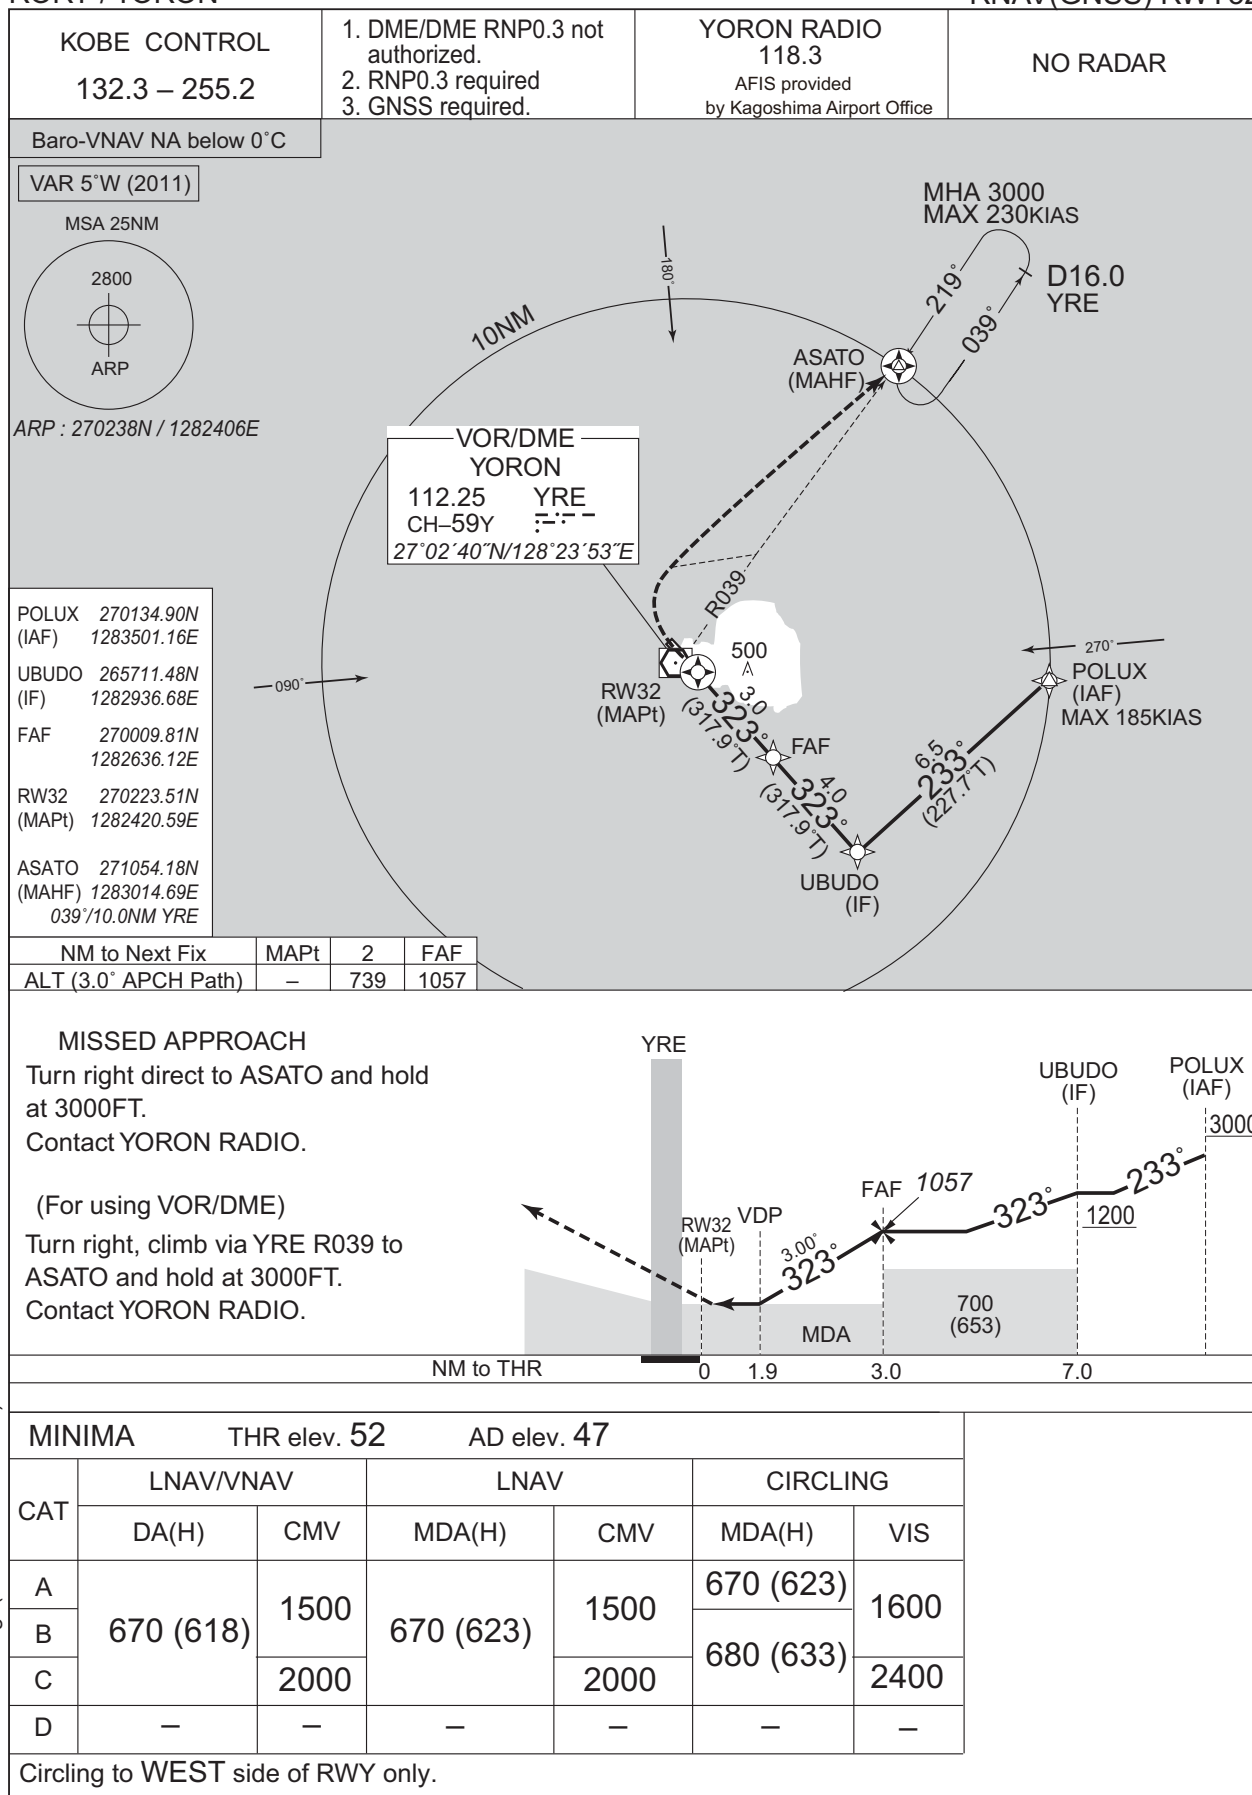 KOBE CONTROL
132.3 – 255.2
1. DME/DME RNP0.3 not
authorized.
2. RNP0.3 required
3. GNSS required.
YORON RADIO
118.3
AFIS provided
by Kagoshima Airport Office
NO RADAR
Baro-VNAV NA below 0˚C
VAR 5˚W (2011)
MSA 25NM
2800
ARP
ARP : 270238N / 1282406E
MHA 3000
MAX 230KIAS
219˚
039˚
D16.0
YRE
180˚
10NM
ASATO
(MAHF)
VOR/DME
YORON
112.25 YRE
CH–59Y
27˚02´40˝N/128˚23´53˝E
R039
500
090˚
270˚
RW32
(MAPt)
3.0
323˚
(317.9˚T)
FAF
4.0
323˚
(317.9˚T)
6.5
233˚
(227.7˚T)
POLUX
(IAF)
MAX 185KIAS
UBUDO
(IF)
POLUX 270134.90N
(IAF) 1283501.16E
UBUDO 265711.48N
(IF) 1282936.68E
FAF 270009.81N
1282636.12E
RW32 270223.51N
(MAPt) 1282420.59E
ASATO 271054.18N
(MAHF) 1283014.69E
039˚/10.0NM YRE
NM to Next Fix MAPt 2 FAF
ALT (3.0˚ APCH Path) – 739 1057
MISSED APPROACH
Turn right direct to ASATO and hold
at 3000FT.
Contact YORON RADIO.
(For using VOR/DME)
Turn right, climb via YRE R039 to
ASATO and hold at 3000FT.
Contact YORON RADIO.
YRE
UBUDO
(IF)
POLUX
(IAF)
3000
233˚
FAF 1057
323˚
1200
RW32
(MAPt)
VDP
3.00˚
323˚
MDA
700
(653)
NM to THR 0 1.9 3.0 7.0
MINIMA THR elev. 52 AD elev. 47
CAT LNAV/VNAV LNAV CIRCLING
DA(H) CMV MDA(H) CMV MDA(H) VIS
A 670 (618) 1500 670 (623) 1500 670 (623) 1600
B 680 (633)
C 2000 2000 2400
D – – – – – –
Circling to WEST side of RWY only.